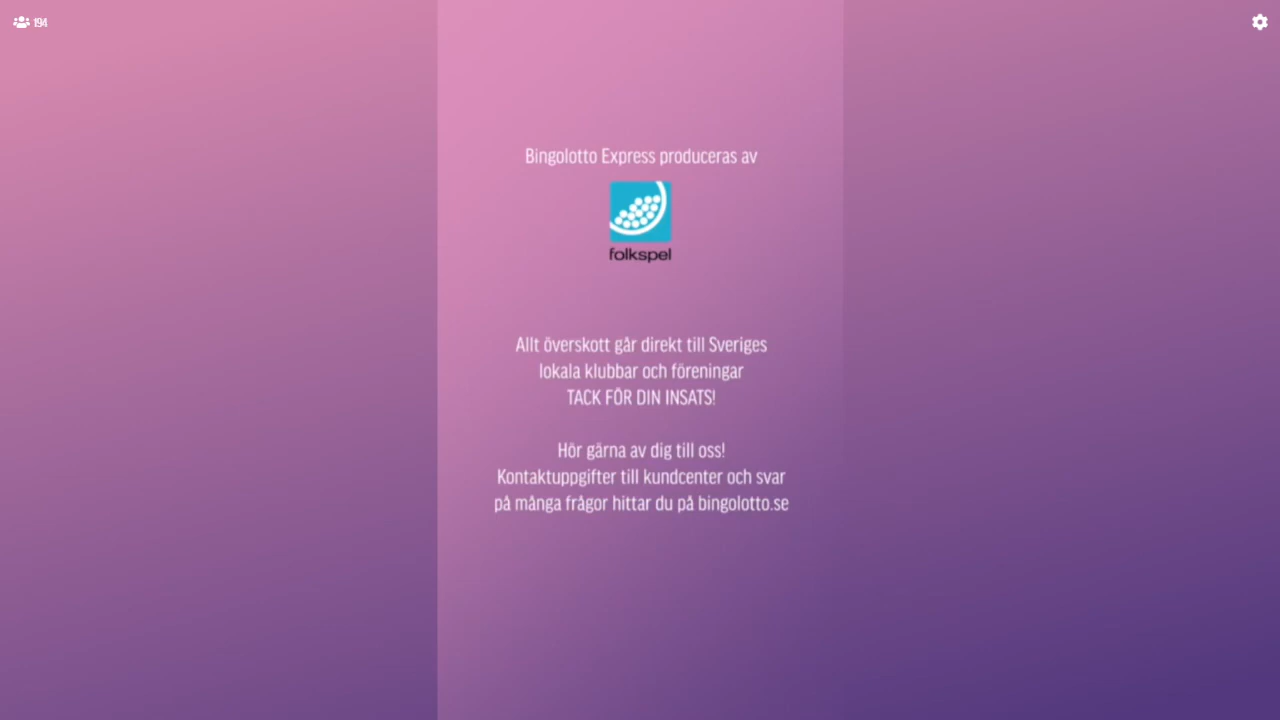 194
Bingolotto Express produceras av
folkspel
Allt överskott går direkt till Sveriges
lokala klubbar och föreningar
TACK FÖR DIN INSATS!
Hör gärna av dig till oss!
Kontaktuppgifter till kundcenter och svar
på många frågor hittar du på bingolotto.se